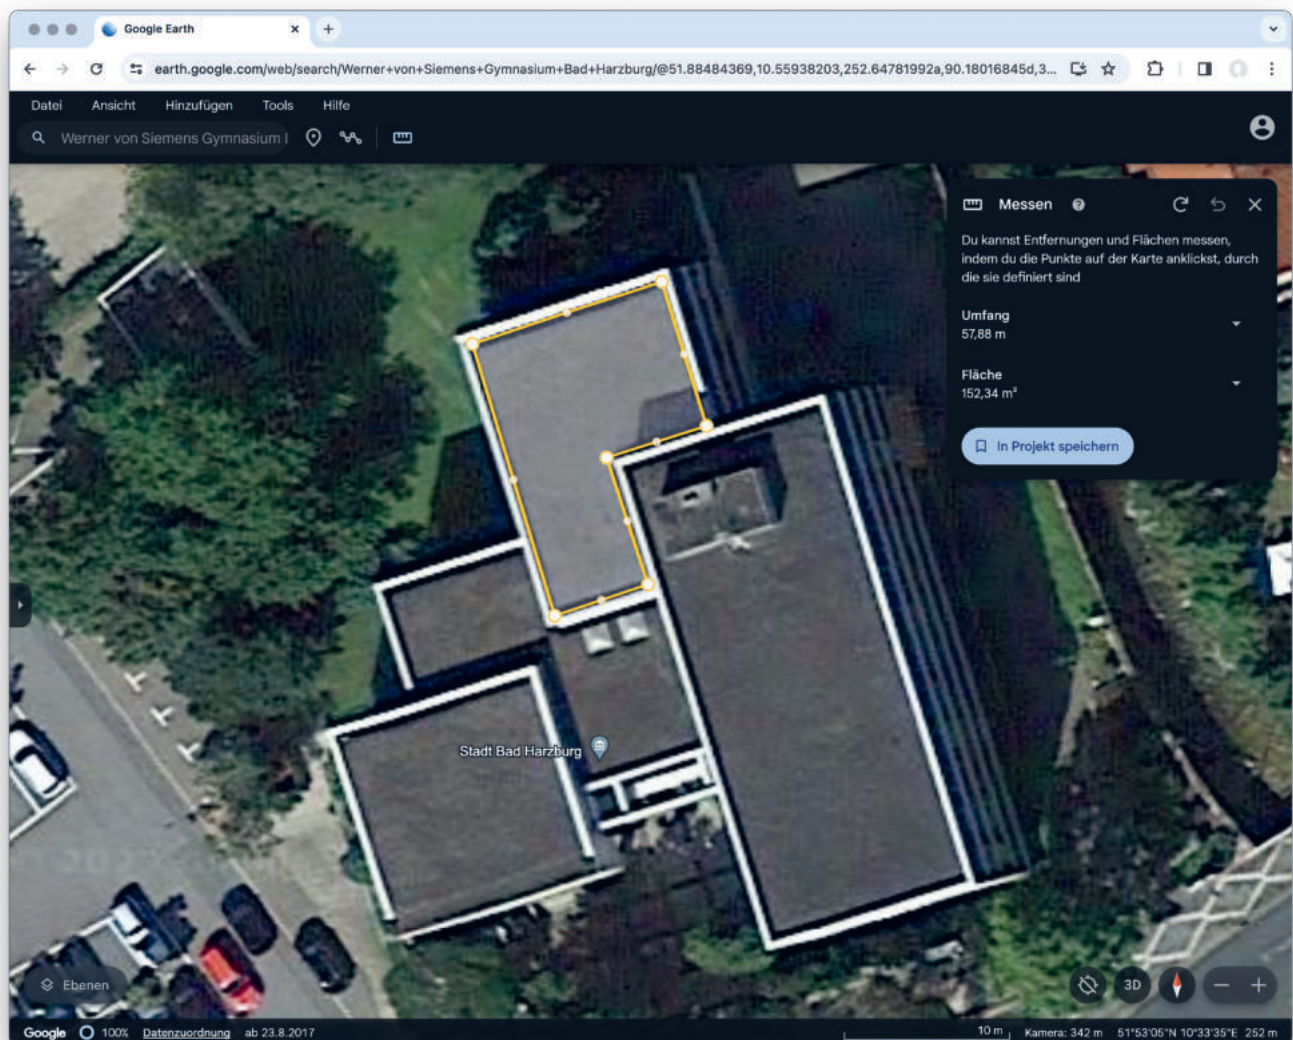 Google Earth
earth.google.com/web/search/Werner+von+Siemens+Gymnasium+Bad+Harzburg/@51.88484369,10.55938203,252.64781992a,90.18016845d,3...
Datei Ansicht Hinzufügen Tools Hilfe
Werner von Siemens Gymnasium
Messen
Du kannst Entfernungen und Flächen messen,
indem du die Punkte auf der Karte anklickst, durch
die sie definiert sind
Umfang
57,88 m
Fläche
152,34 m²
In Projekt speichern
Stadt Bad Harzburg
Ebenen
3D
Google 100% Datenzuordnung ab 23.8.2017 10 m Kamera: 342 m 51°53'05"N 10°33'35"E 252 m